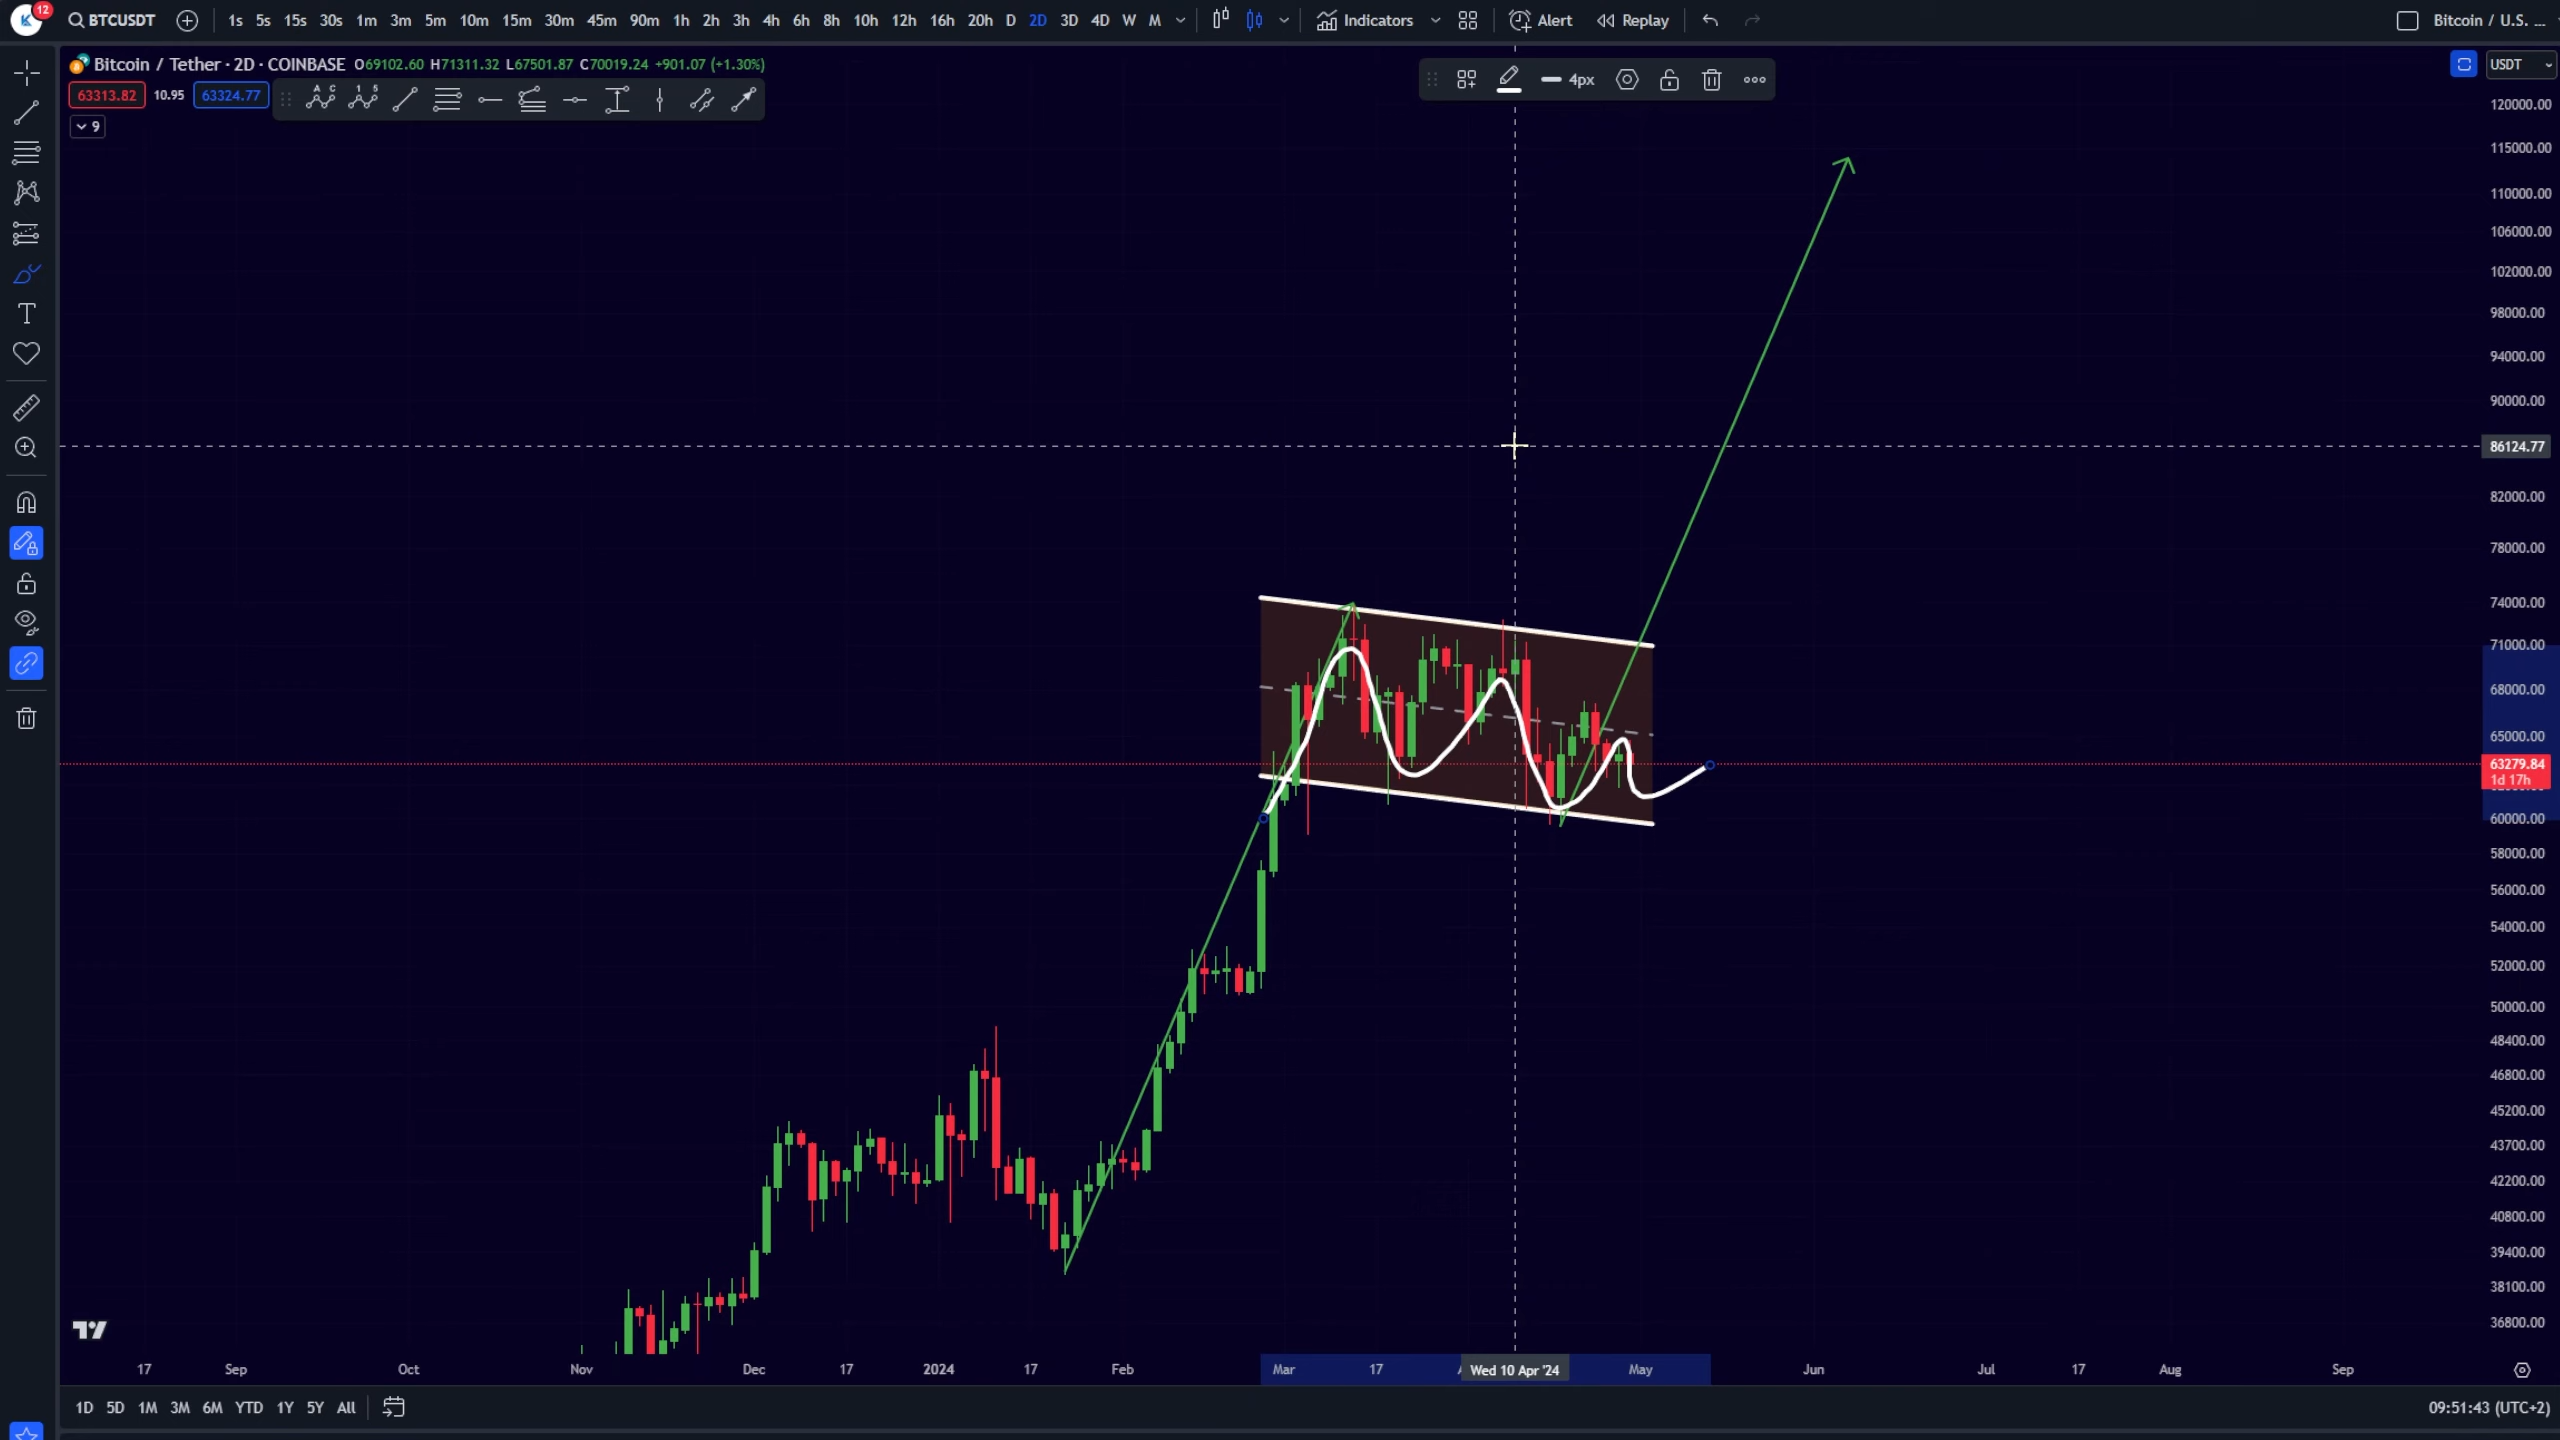 12
BTCUSDT
1s 5s 15s 30s 1m 3m 5m 10m 15m 30m 45m 90m 1h 2h 3h 4h 6h 8h 10h 12h 16h 20h D 2D 3D 4D W M
Indicators
Alert
Replay
Bitcoin / U.S. ...
Bitcoin / Tether · 2D · COINBASE O69102.60 H71311.32 L67501.87 C70019.24 +901.07 (+1.30%)
USDT
63313.82 10.95 63324.77
A C
1 5
4px
9
T
120000.00
115000.00
110000.00
106000.00
102000.00
98000.00
94000.00
90000.00
86124.77
82000.00
78000.00
74000.00
71000.00
68000.00
65000.00
63279.84
1d 17h
60000.00
58000.00
56000.00
54000.00
52000.00
50000.00
48400.00
46800.00
45200.00
43700.00
42200.00
40800.00
39400.00
38100.00
36800.00
17 Sep Oct Nov Dec 17 2024 17 Feb Mar 17 Wed 10 Apr '24 May Jun Jul 17 Aug Sep
1D 5D 1M 3M 6M YTD 1Y 5Y All
09:51:43 (UTC+2)